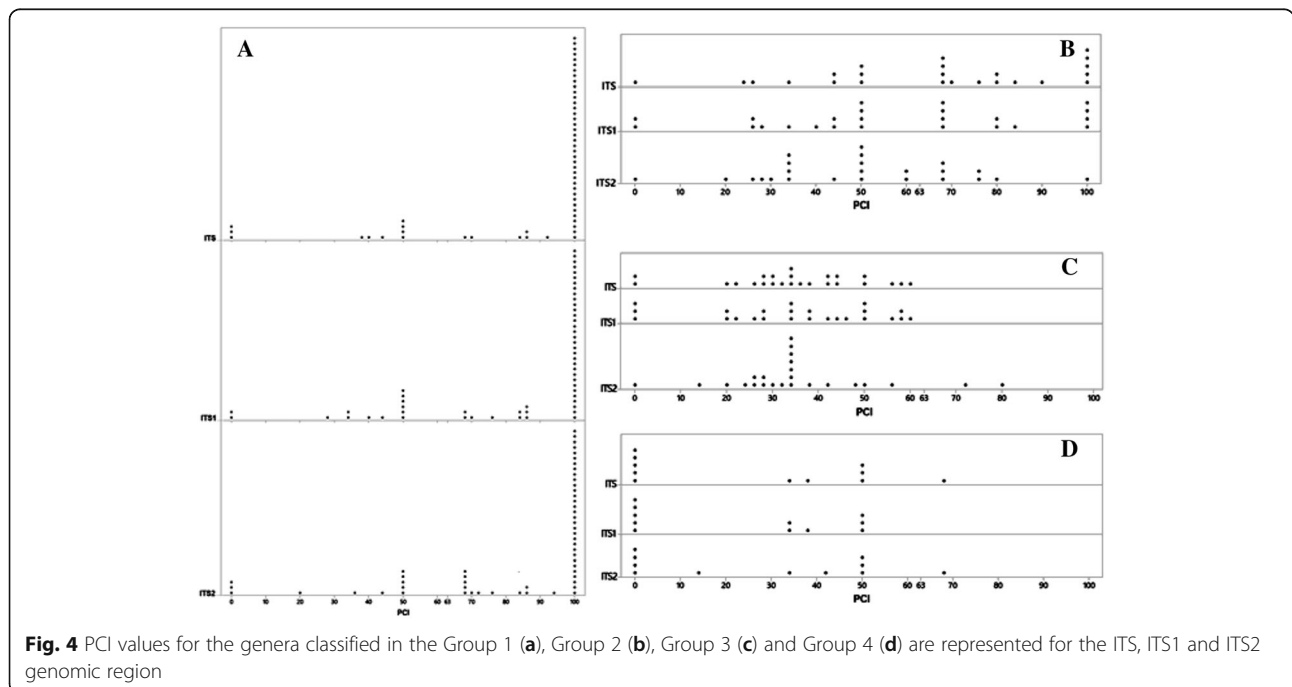 A
ITS
ITS1
ITS2
0 10 20 30 40 50 60 63 70 80 90 100
PCI
B
ITS
ITS1
ITS2
0 10 20 30 40 50 60 63 70 80 90 100
PCI
C
ITS
ITS1
ITS2
0 10 20 30 40 50 60 63 70 80 90 100
PCI
D
ITS
ITS1
ITS2
0 10 20 30 40 50 60 63 70 80 90 100
PCI
Fig. 4 PCI values for the genera classified in the Group 1 (a), Group 2 (b), Group 3 (c) and Group 4 (d) are represented for the ITS, ITS1 and ITS2
genomic region